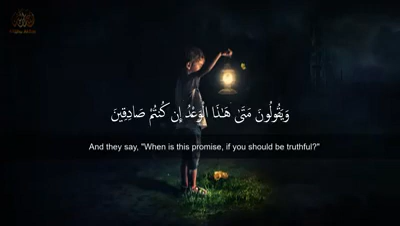 وَيَقُولُونَ مَتَىٰ هَـٰذَا الْوَعْدُ إِن كُنتُمْ صَادِقِينَ
And they say, "When is this promise, if you should be truthful?"